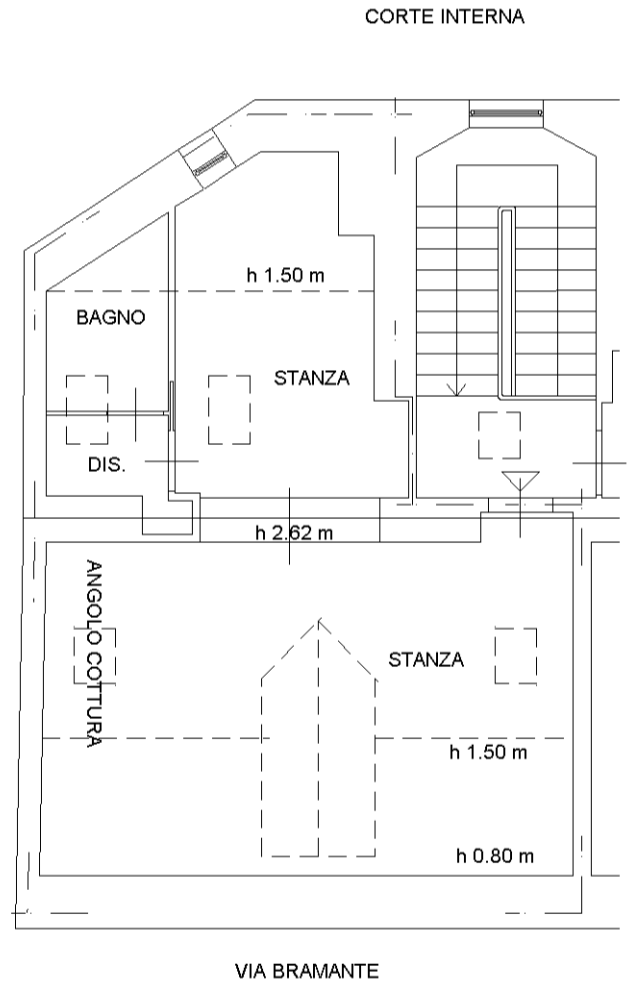 CORTE INTERNA
h 1.50 m
BAGNO
STANZA
DIS.
h 2.62 m
ANGOLO COTTURA
STANZA
h 1.50 m
h 0.80 m
VIA BRAMANTE